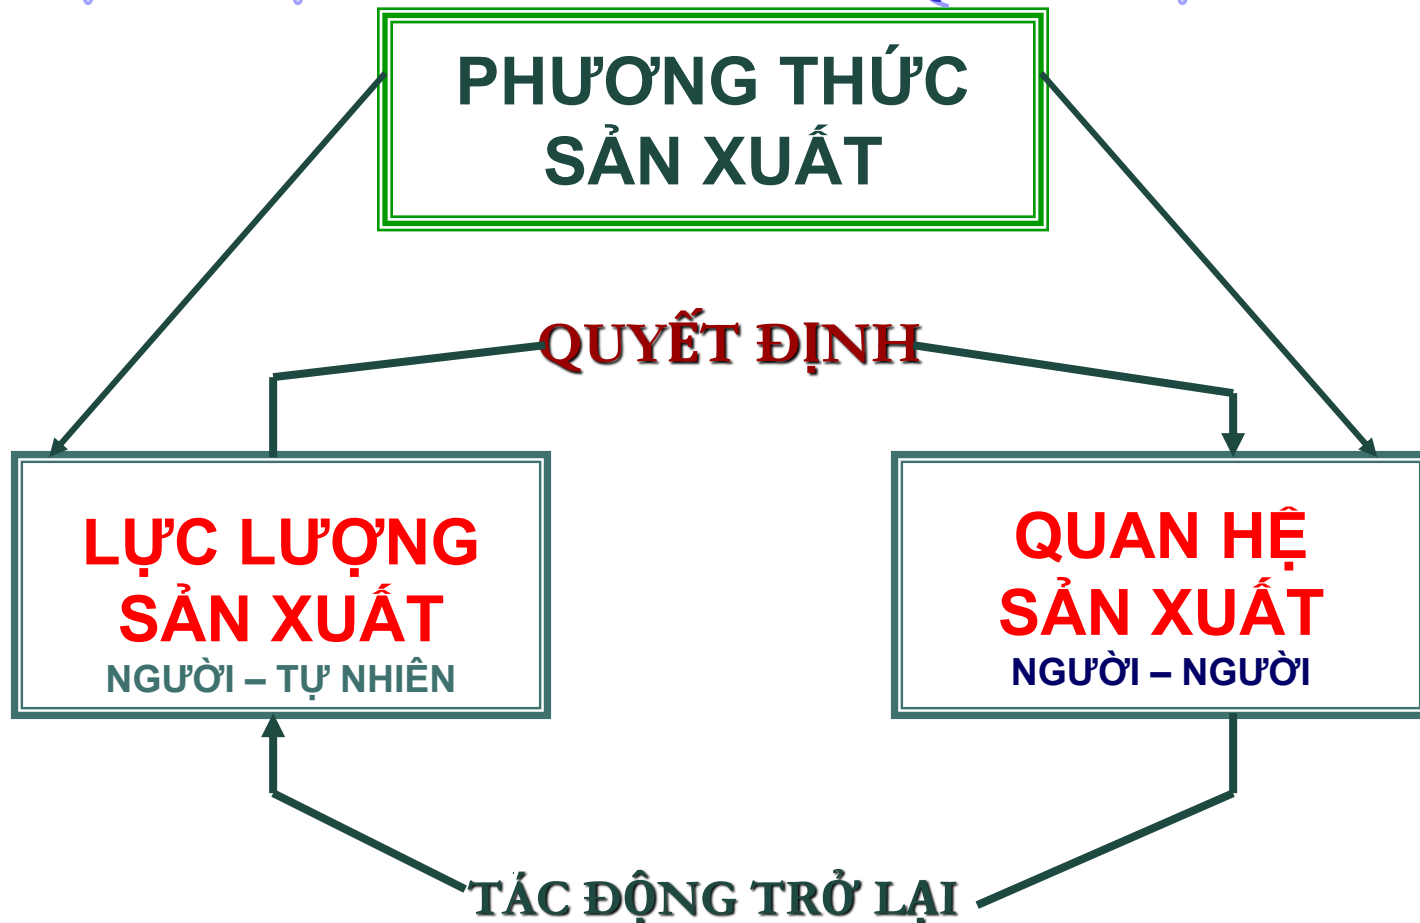 PHƯƠNG THỨC
SẢN XUẤT
QUYẾT ĐỊNH
LỰC LƯỢNG
SẢN XUẤT
NGƯỜI – TỰ NHIÊN
QUAN HỆ
SẢN XUẤT
NGƯỜI – NGƯỜI
TÁC ĐỘNG TRỞ LẠI